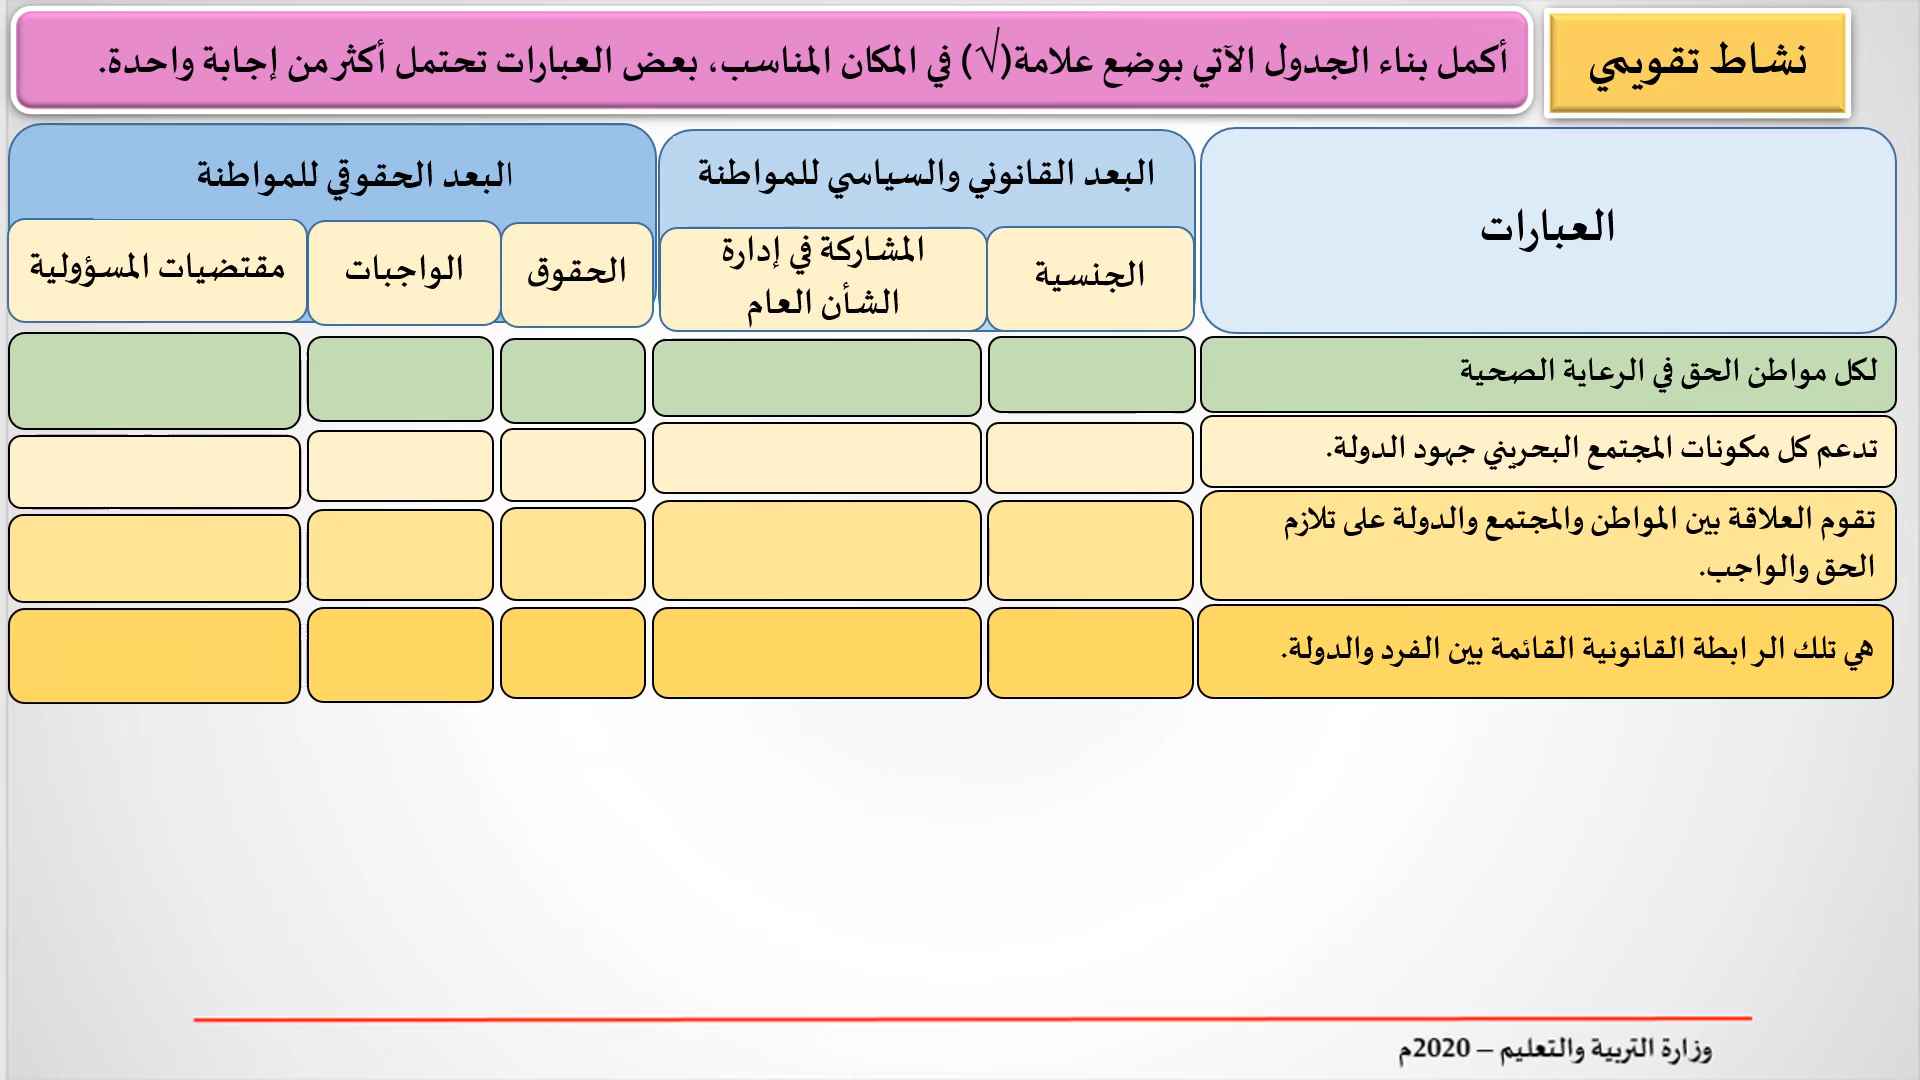 نشاط تقويمي
أكمل بناء الجدول الآتي بوضع علامة(√) في المكان المناسب، بعض العبارات تحتمل أكثر من إجابة واحدة.
العبارات
البعد القانوني والسياسي للمواطنة
البعد الحقوقي للمواطنة
الجنسية
المشاركة في إدارة
الشأن العام
الحقوق
الواجبات
مقتضيات المسؤولية
لكل مواطن الحق في الرعاية الصحية
تدعم كل مكونات المجتمع البحريني جهود الدولة.
تقوم العلاقة بين المواطن والمجتمع والدولة على تلازم
الحق والواجب.
هي تلك الرابطة القانونية القائمة بين الفرد والدولة.
وزارة التربية والتعليم – 2020م